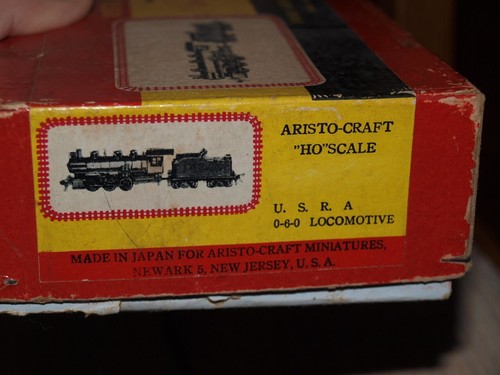 ARISTO-CRAFT
"HO" SCALE
U. S. R. A
0-6-0 LOCOMOTIVE
MADE IN JAPAN FOR ARISTO-CRAFT MINIATURES,
NEWARK 5, NEW JERSEY, U. S. A.